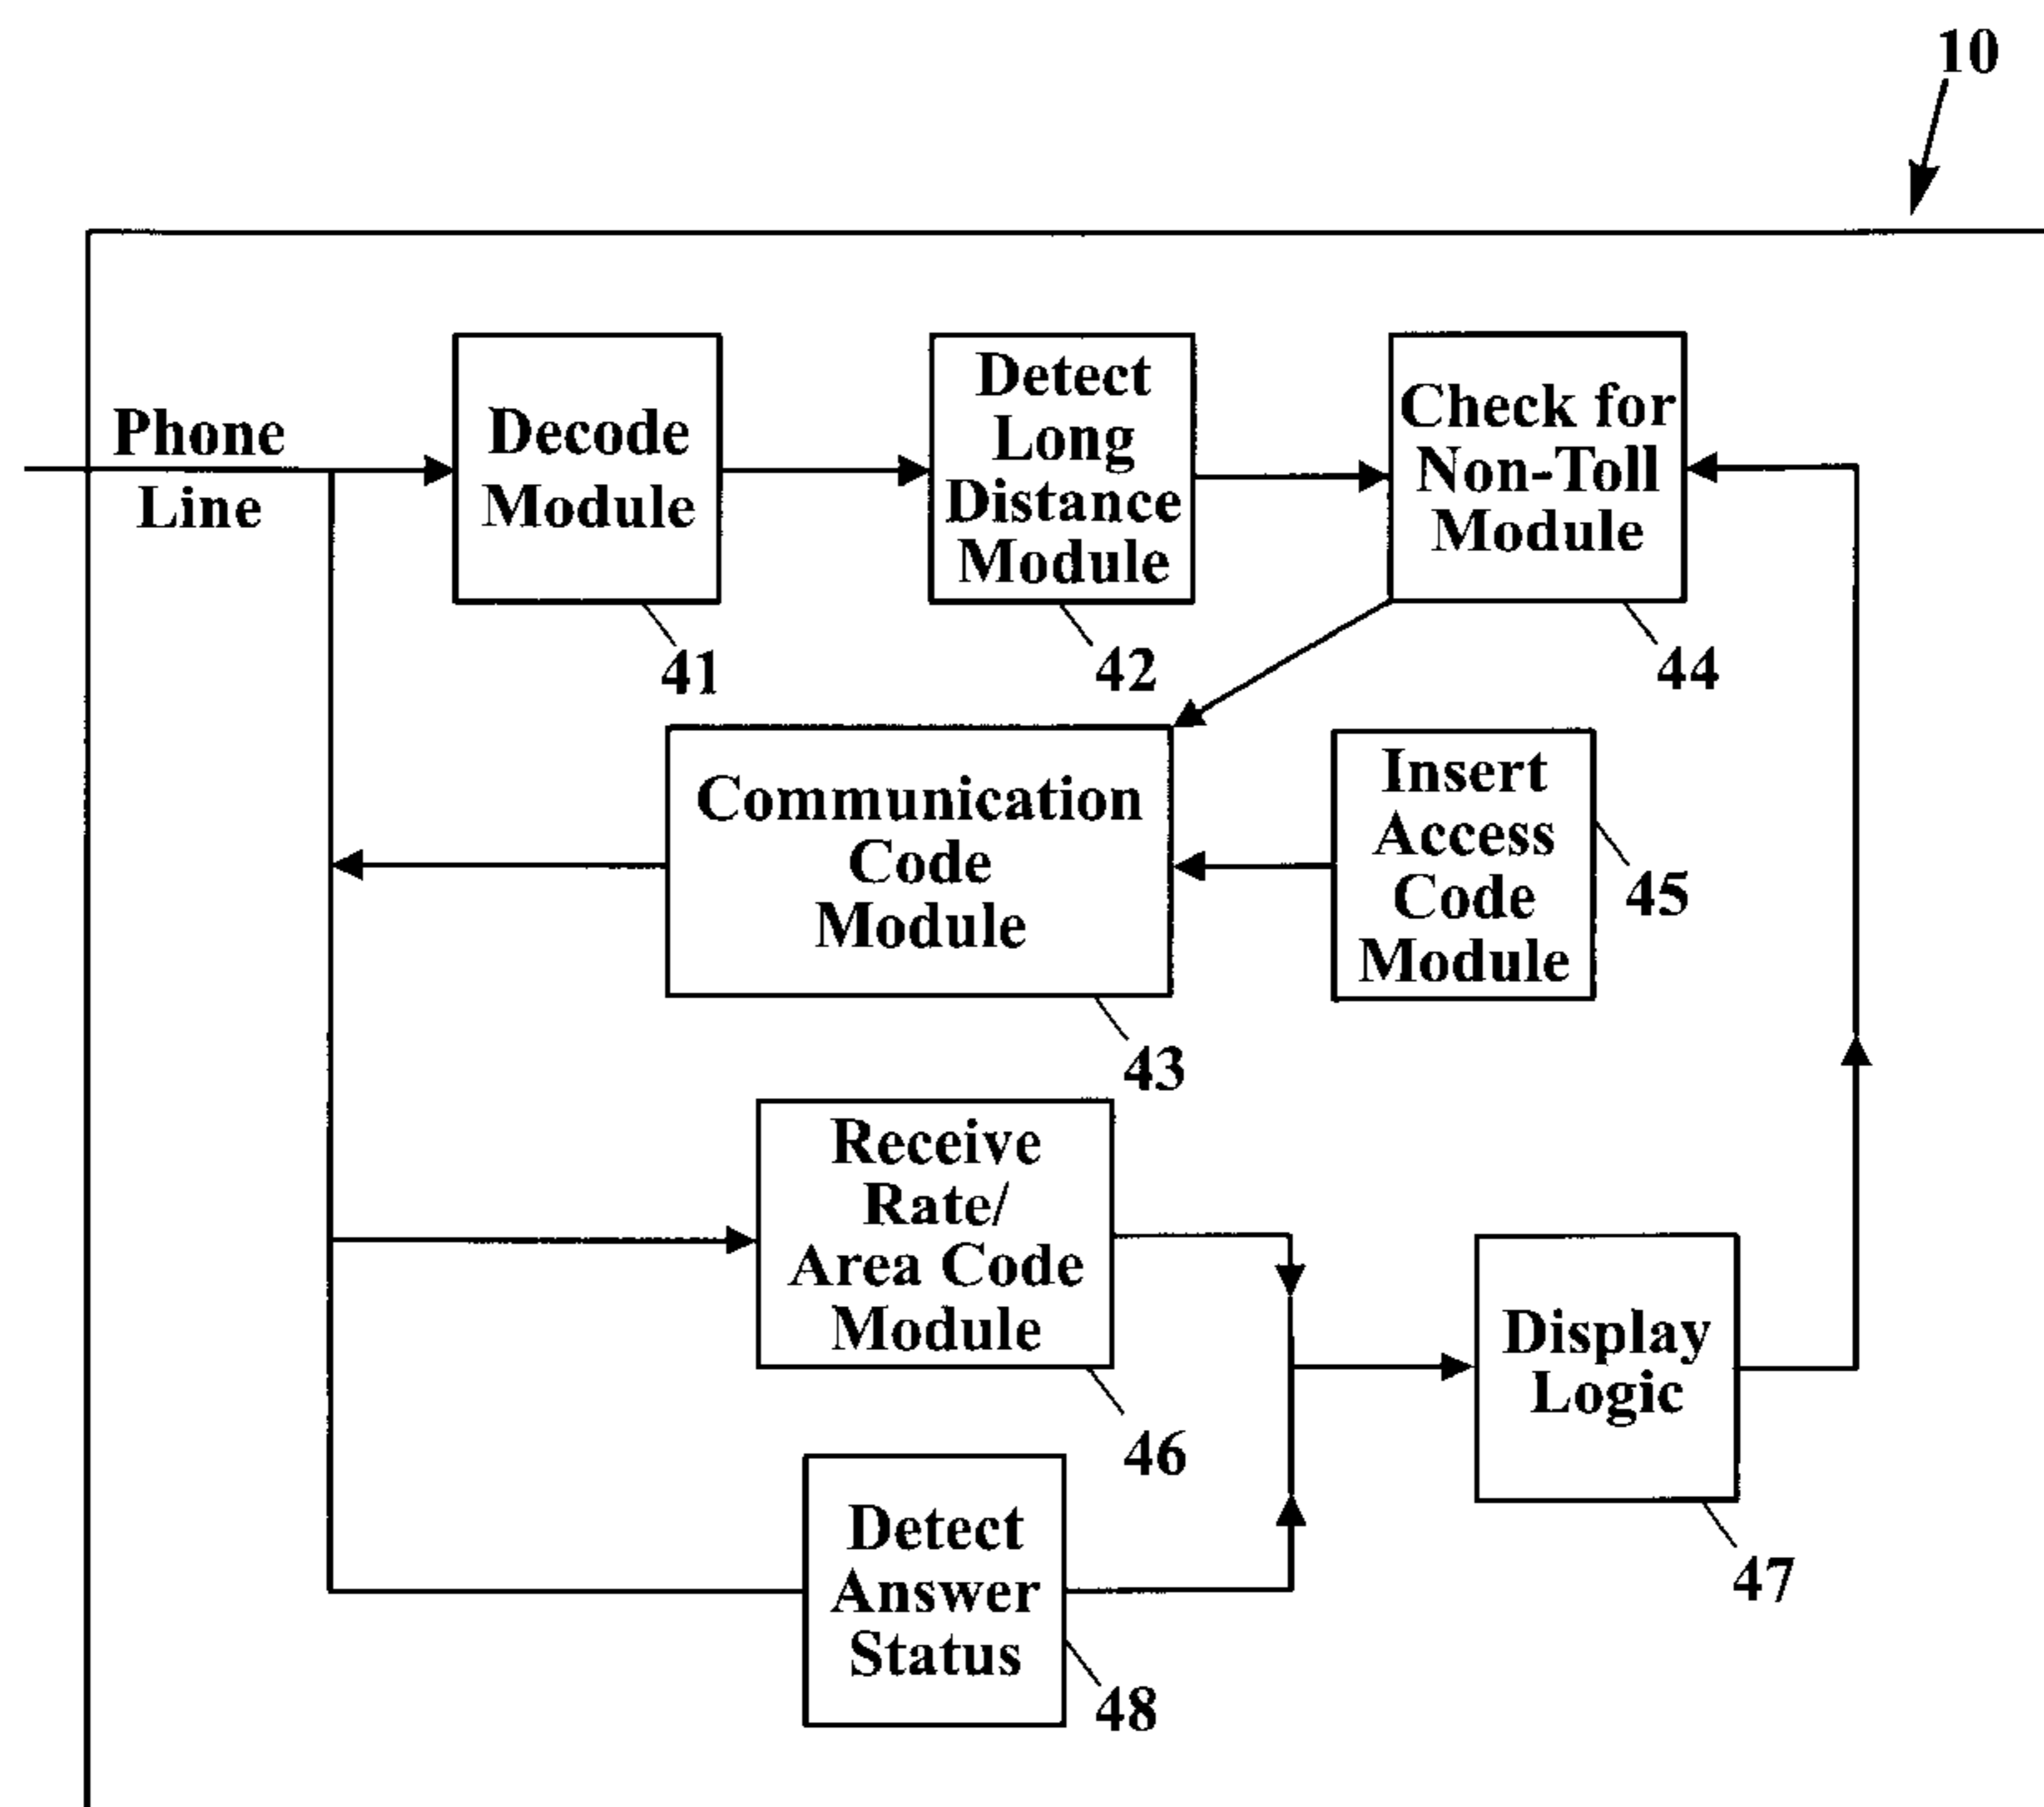 10
Phone
Line
Decode
Module
41
Detect
Long
Distance
Module
42
Check for
Non-Toll
Module
44
Communication
Code
Module
43
Insert
Access
Code
Module
45
Receive
Rate/
Area Code
Module
46
Display
Logic
47
Detect
Answer
Status
48